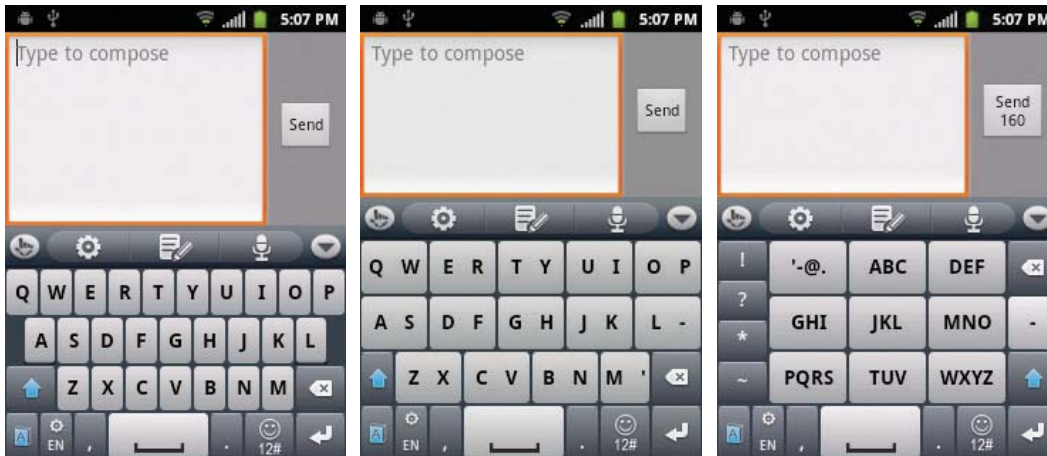 5:07 PM
Type to compose
Send
Q W E R T Y U I O P
A S D F G H J K L
Z X C V B N M
EN , . 12#
5:07 PM
Type to compose
Send
Q W E R T Y U I O P
A S D F G H J K L -
Z X C V B N M '
EN , . 12#
5:07 PM
Type to compose
Send
160
! '-@. ABC DEF
?
GHI JKL MNO -
*
~ PQRS TUV WXYZ
EN , . 12#